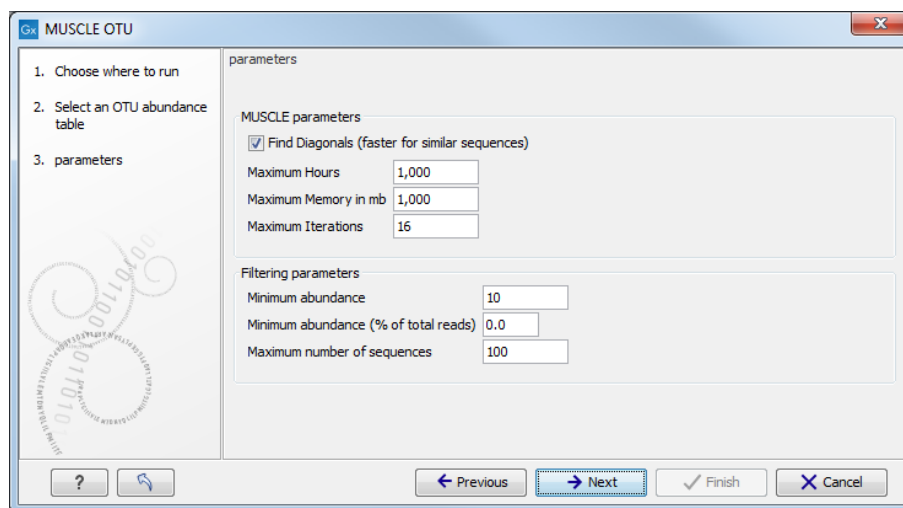 Gx MUSCLE OTU
1. Choose where to run
2. Select an OTU abundance
table
3. parameters
parameters
MUSCLE parameters
Find Diagonals (faster for similar sequences)
Maximum Hours 1,000
Maximum Memory in mb 1,000
Maximum Iterations 16
Filtering parameters
Minimum abundance 10
Minimum abundance (% of total reads) 0.0
Maximum number of sequences 100
? Previous Next Finish Cancel